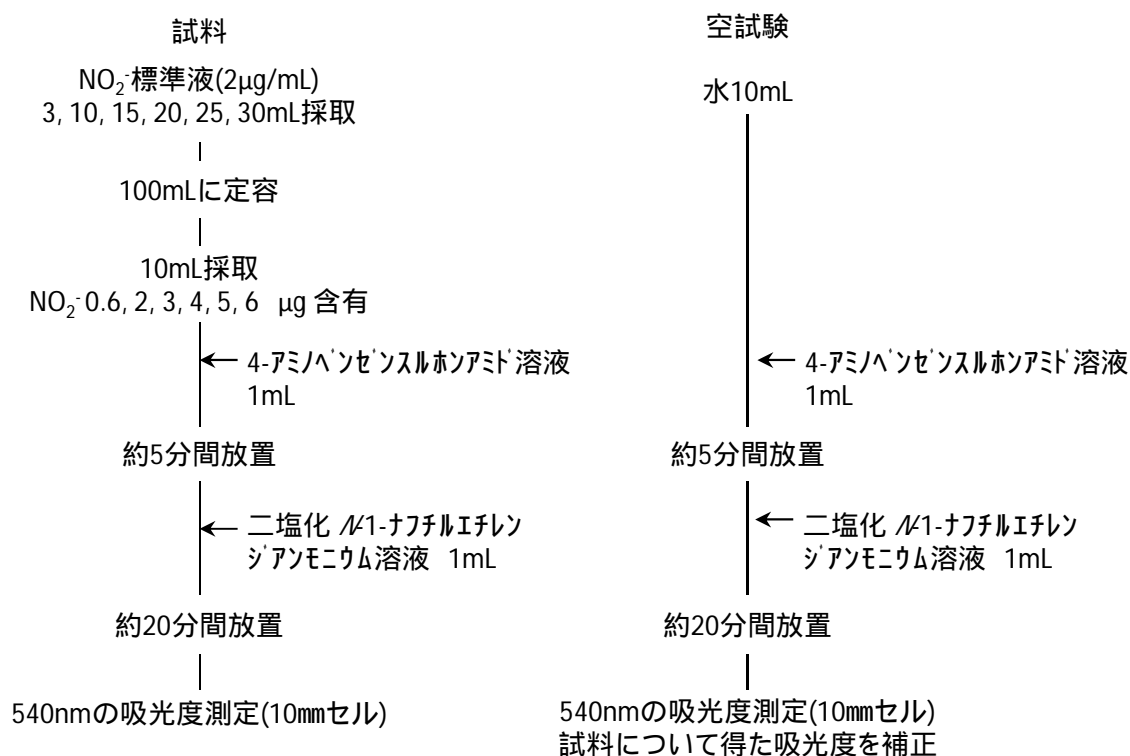 試料
NO₂⁻標準液(2µg/mL)
3, 10, 15, 20, 25, 30mL採取
100mLに定容
10mL採取
NO₂⁻0.6, 2, 3, 4, 5, 6 µg 含有
4-アミノベンゼンスルホンアミド溶液
1mL
約5分間放置
二塩化 N-1-ナフチルエチレン
ジアンモニウム溶液 1mL
約20分間放置
540nmの吸光度測定(10㎜セル)
空試験
水10mL
4-アミノベンゼンスルホンアミド溶液
1mL
約5分間放置
二塩化 N-1-ナフチルエチレン
ジアンモニウム溶液 1mL
約20分間放置
540nmの吸光度測定(10㎜セル)
試料について得た吸光度を補正